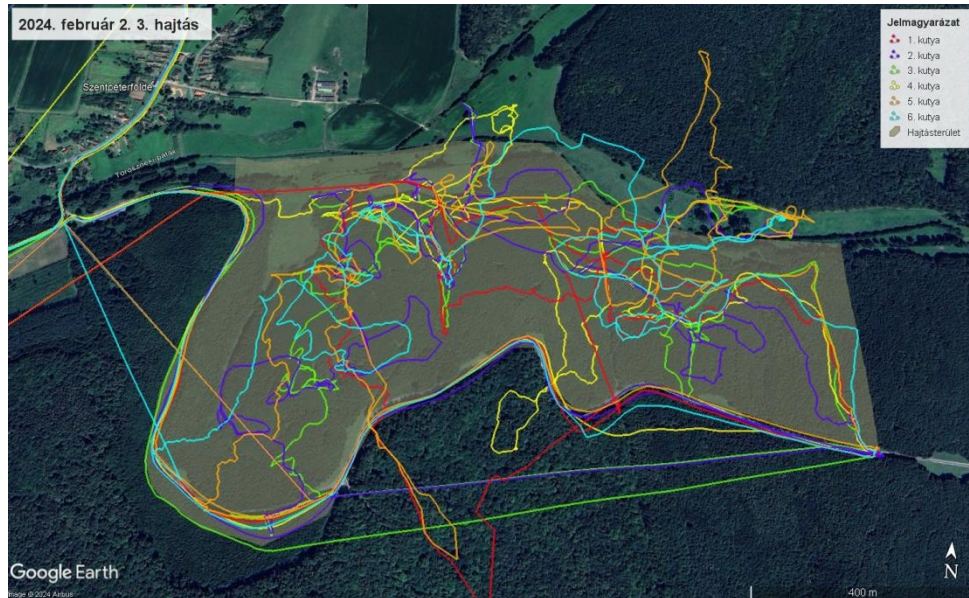 2024. február 2. 3. hajtás
Jelmagyarázat
1. kutya
2. kutya
3. kutya
4. kutya
5. kutya
6. kutya
Hajtásterület
Szentpéterfölde
Google Earth
Image © 2024 Airbus
N
400 m